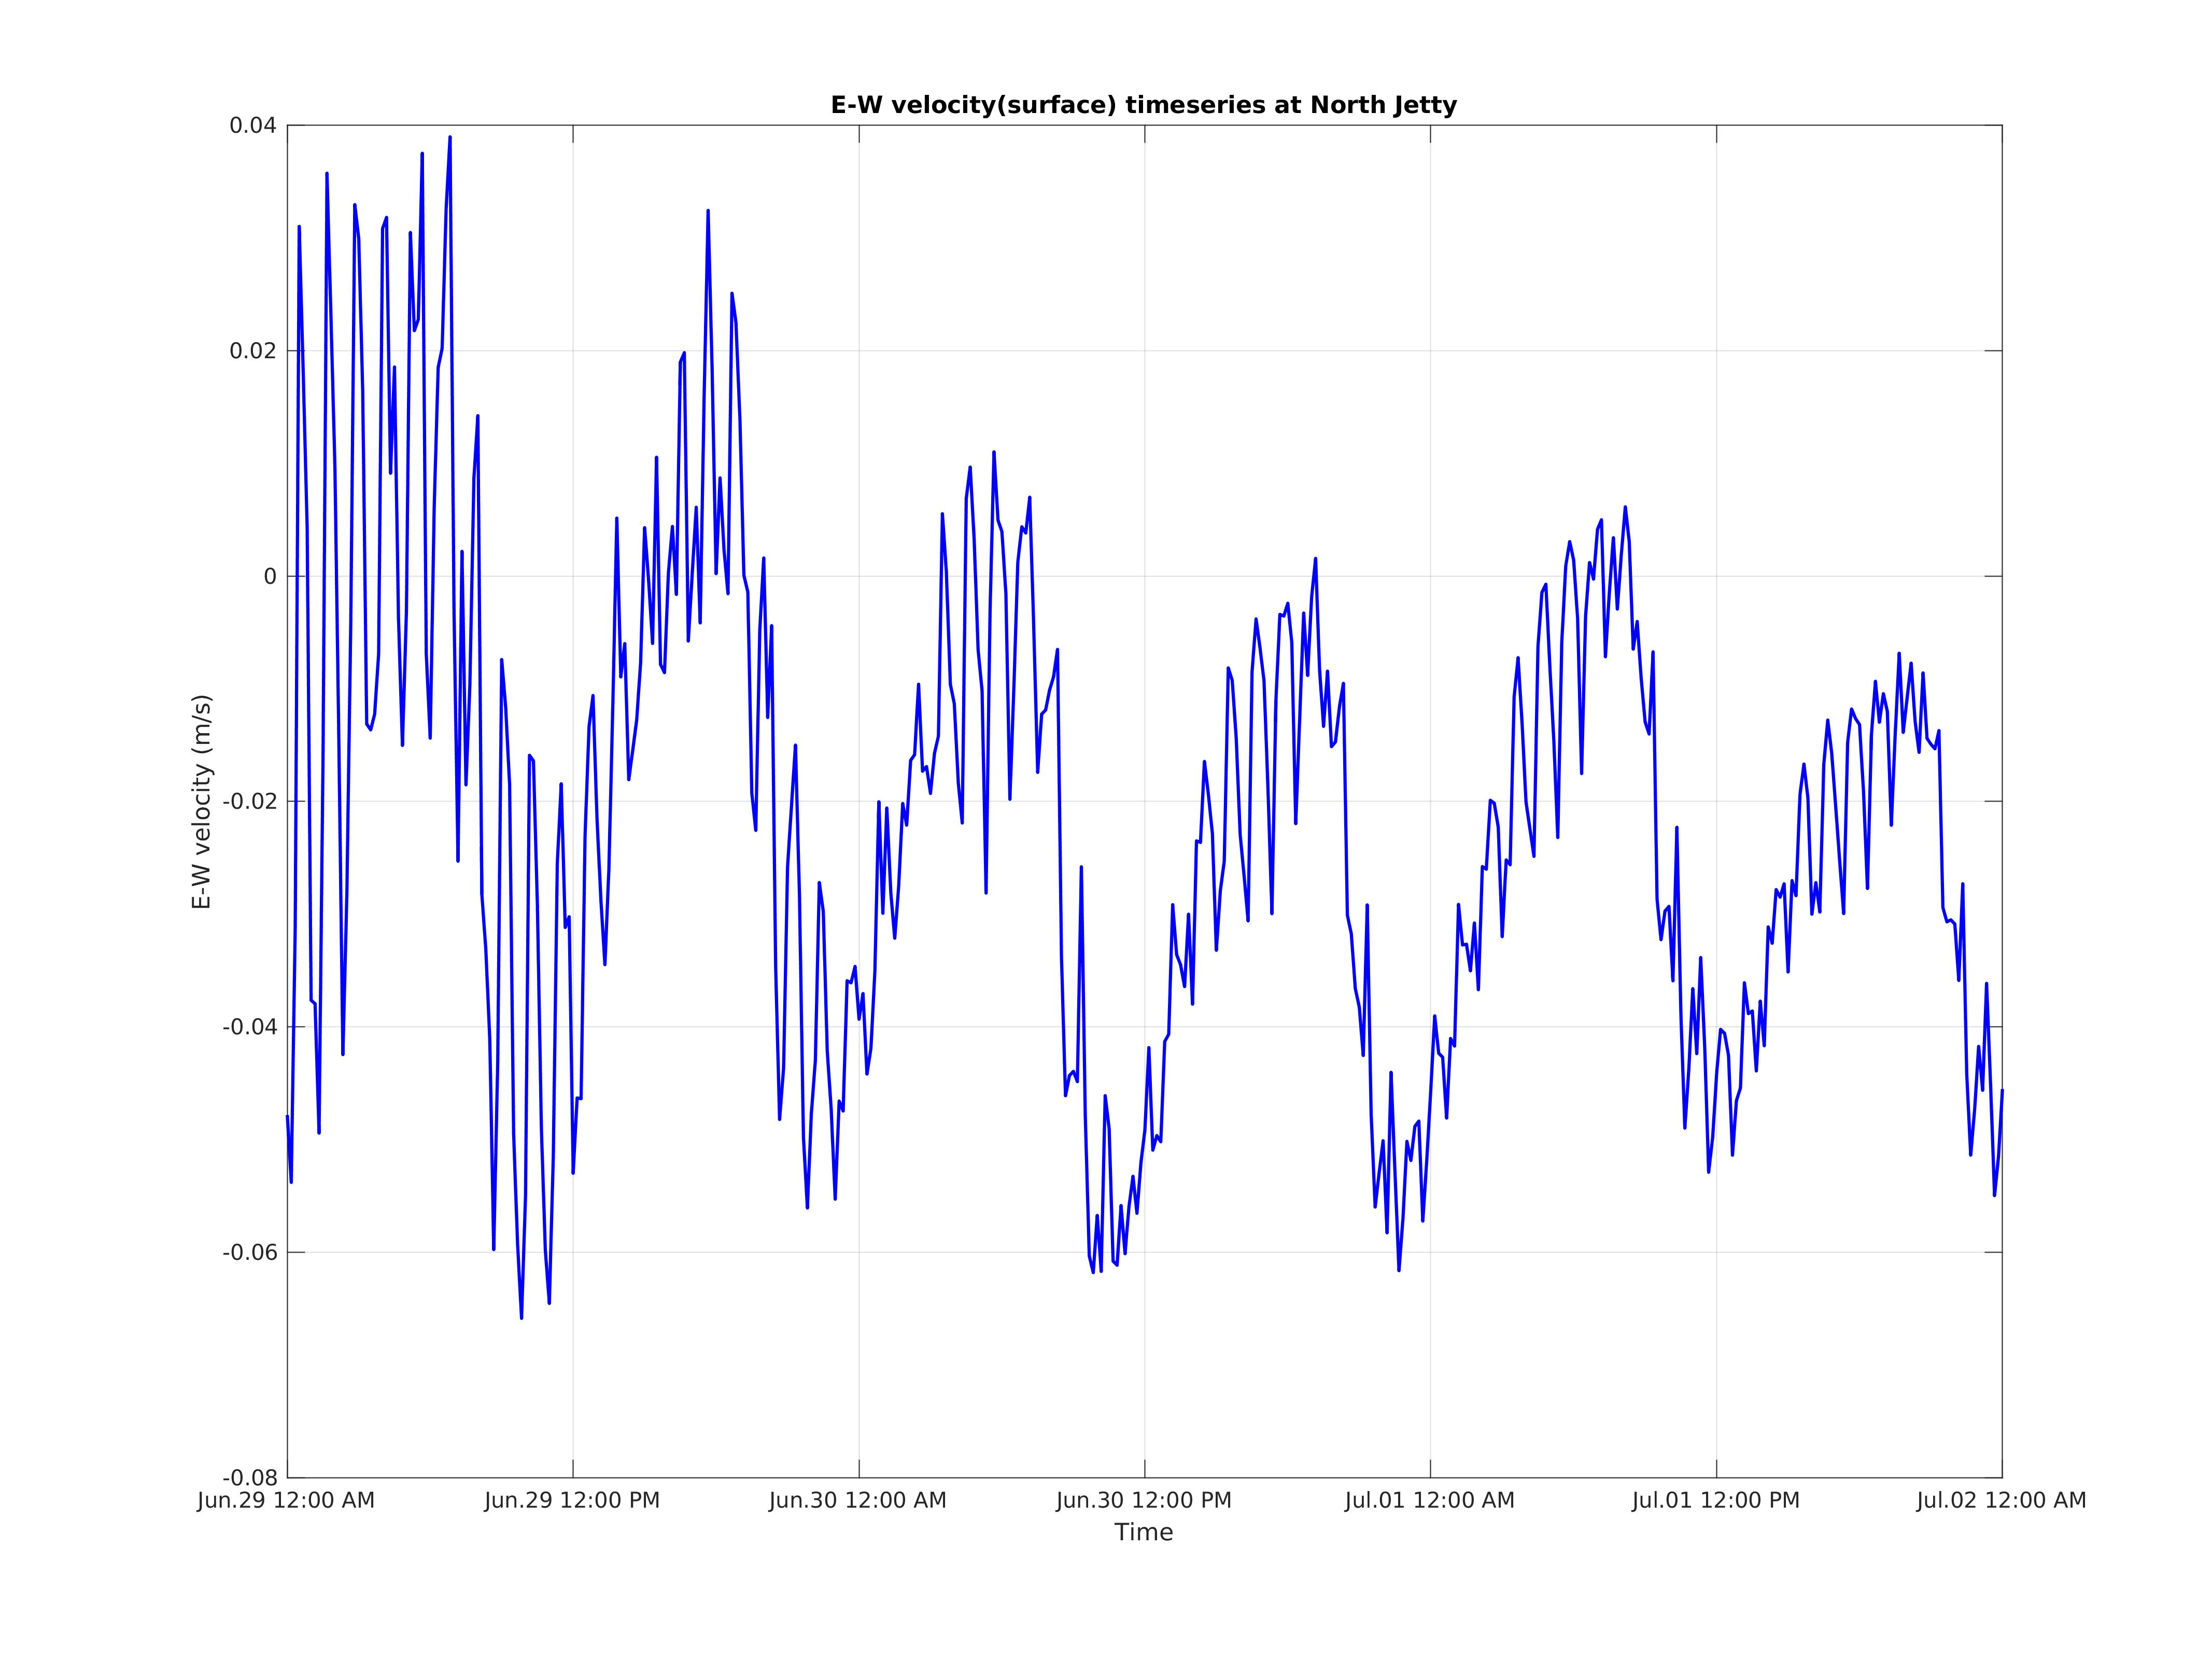 E-W velocity(surface) timeseries at North Jetty
0.04
0.02
0
-0.02
-0.04
-0.06
-0.08
E-W velocity (m/s)
Jun.29 12:00 AM
Jun.29 12:00 PM
Jun.30 12:00 AM
Jun.30 12:00 PM
Jul.01 12:00 AM
Jul.01 12:00 PM
Jul.02 12:00 AM
Time